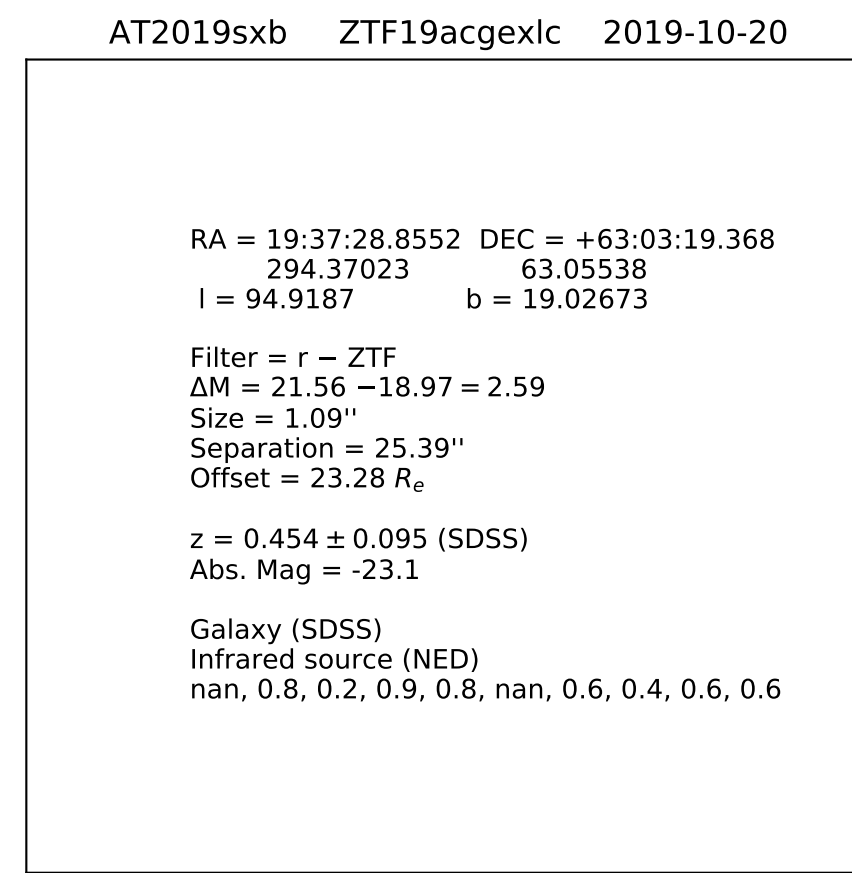 AT2019sxb ZTF19acgexlc 2019-10-20
RA = 19:37:28.8552 DEC = +63:03:19.368
294.37023 63.05538
l = 94.9187 b = 19.02673
Filter = r − ZTF
ΔM = 21.56 −18.97 = 2.59
Size = 1.09''
Separation = 25.39''
Offset = 23.28 Rₑ
z = 0.454 ± 0.095 (SDSS)
Abs. Mag = -23.1
Galaxy (SDSS)
Infrared source (NED)
nan, 0.8, 0.2, 0.9, 0.8, nan, 0.6, 0.4, 0.6, 0.6